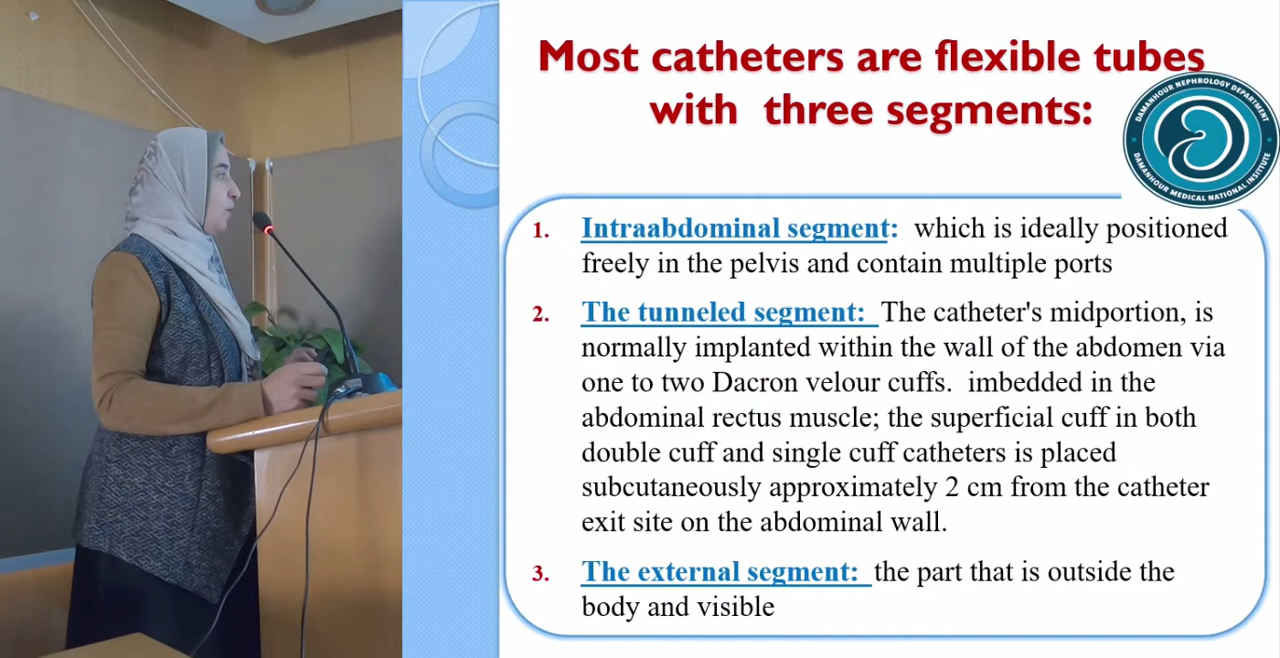 Most catheters are flexible tubes
with three segments:
DAMANHOUR NEPHROLOGY DEPARTMENT
DAMANHOUR MEDICAL NATIONAL INSITIUTE
1. Intraabdominal segment: which is ideally positioned
freely in the pelvis and contain multiple ports
2. The tunneled segment: The catheter's midportion, is
normally implanted within the wall of the abdomen via
one to two Dacron velour cuffs. imbedded in the
abdominal rectus muscle; the superficial cuff in both
double cuff and single cuff catheters is placed
subcutaneously approximately 2 cm from the catheter
exit site on the abdominal wall.
3. The external segment: the part that is outside the
body and visible